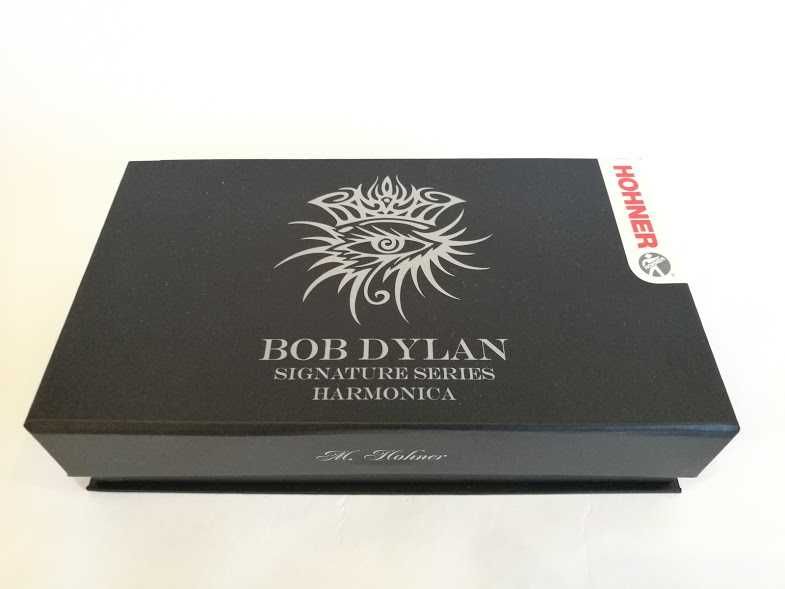 HOHNER
BOB DYLAN
SIGNATURE SERIES
HARMONICA
M. Hohner